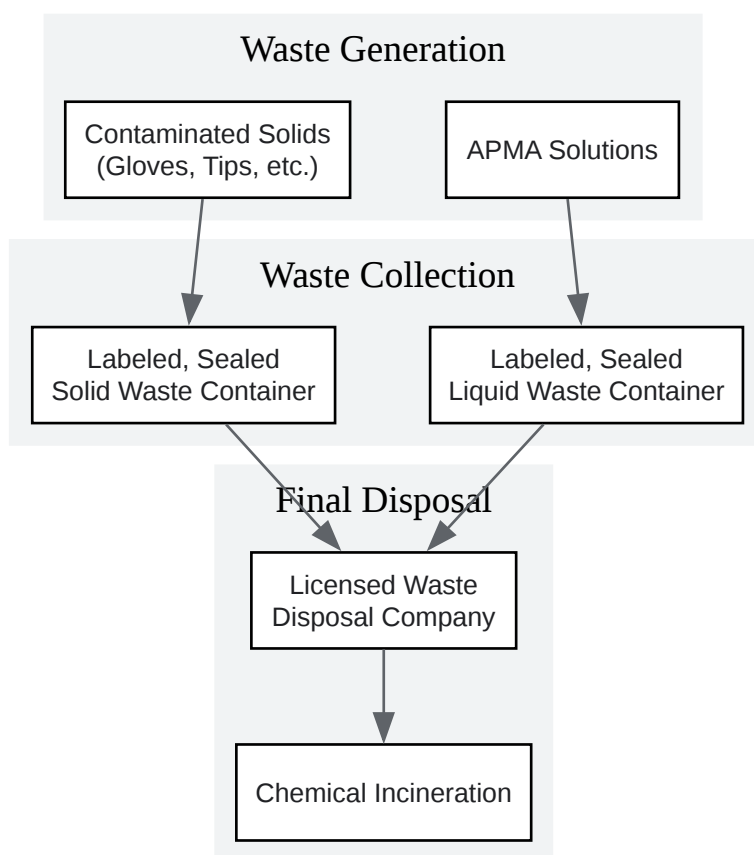 Waste Generation
Contaminated Solids
(Gloves, Tips, etc.)
APMA Solutions
Waste Collection
Labeled, Sealed
Solid Waste Container
Labeled, Sealed
Liquid Waste Container
Final Disposal
Licensed Waste
Disposal Company
Chemical Incineration